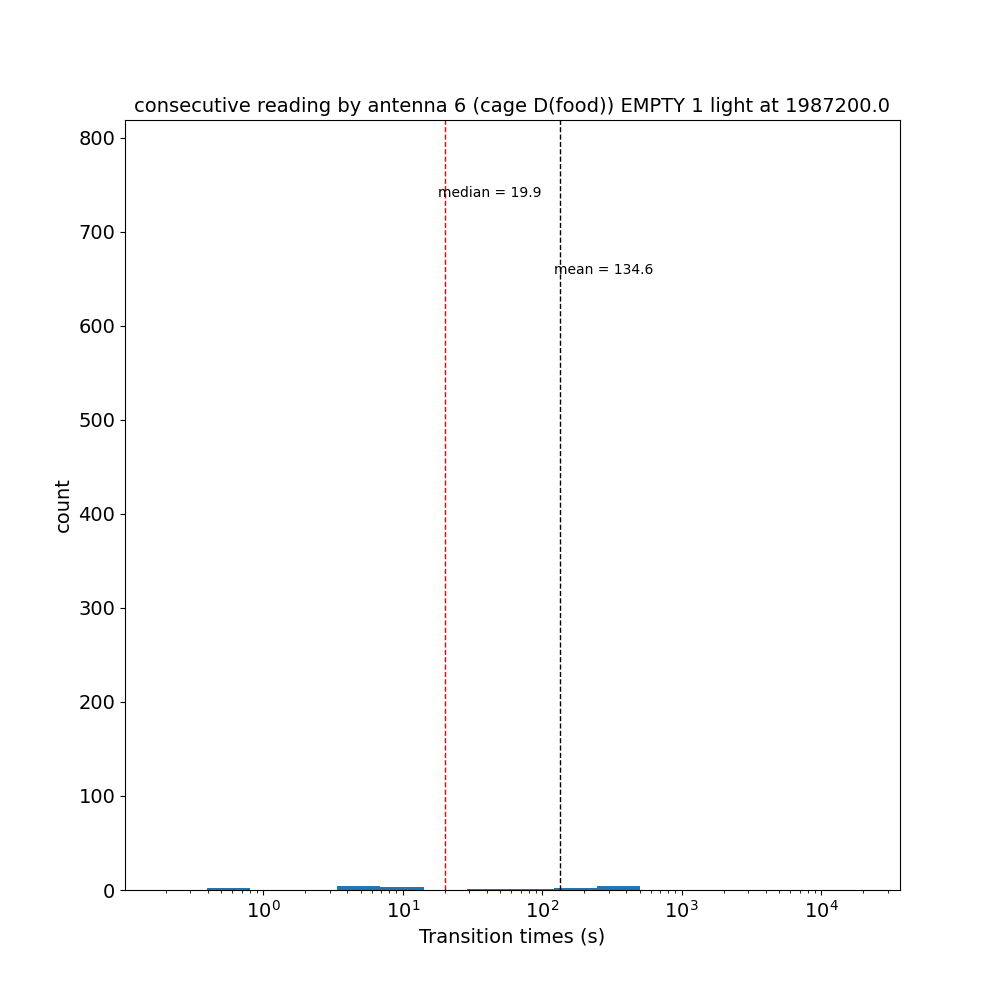 consecutive reading by antenna 6 (cage D(food)) EMPTY 1 light at 1987200.0
800
median = 19.9
700
mean = 134.6
600
500
400
300
200
100
0
count
10⁰ 10¹ 10² 10³ 10⁴
Transition times (s)